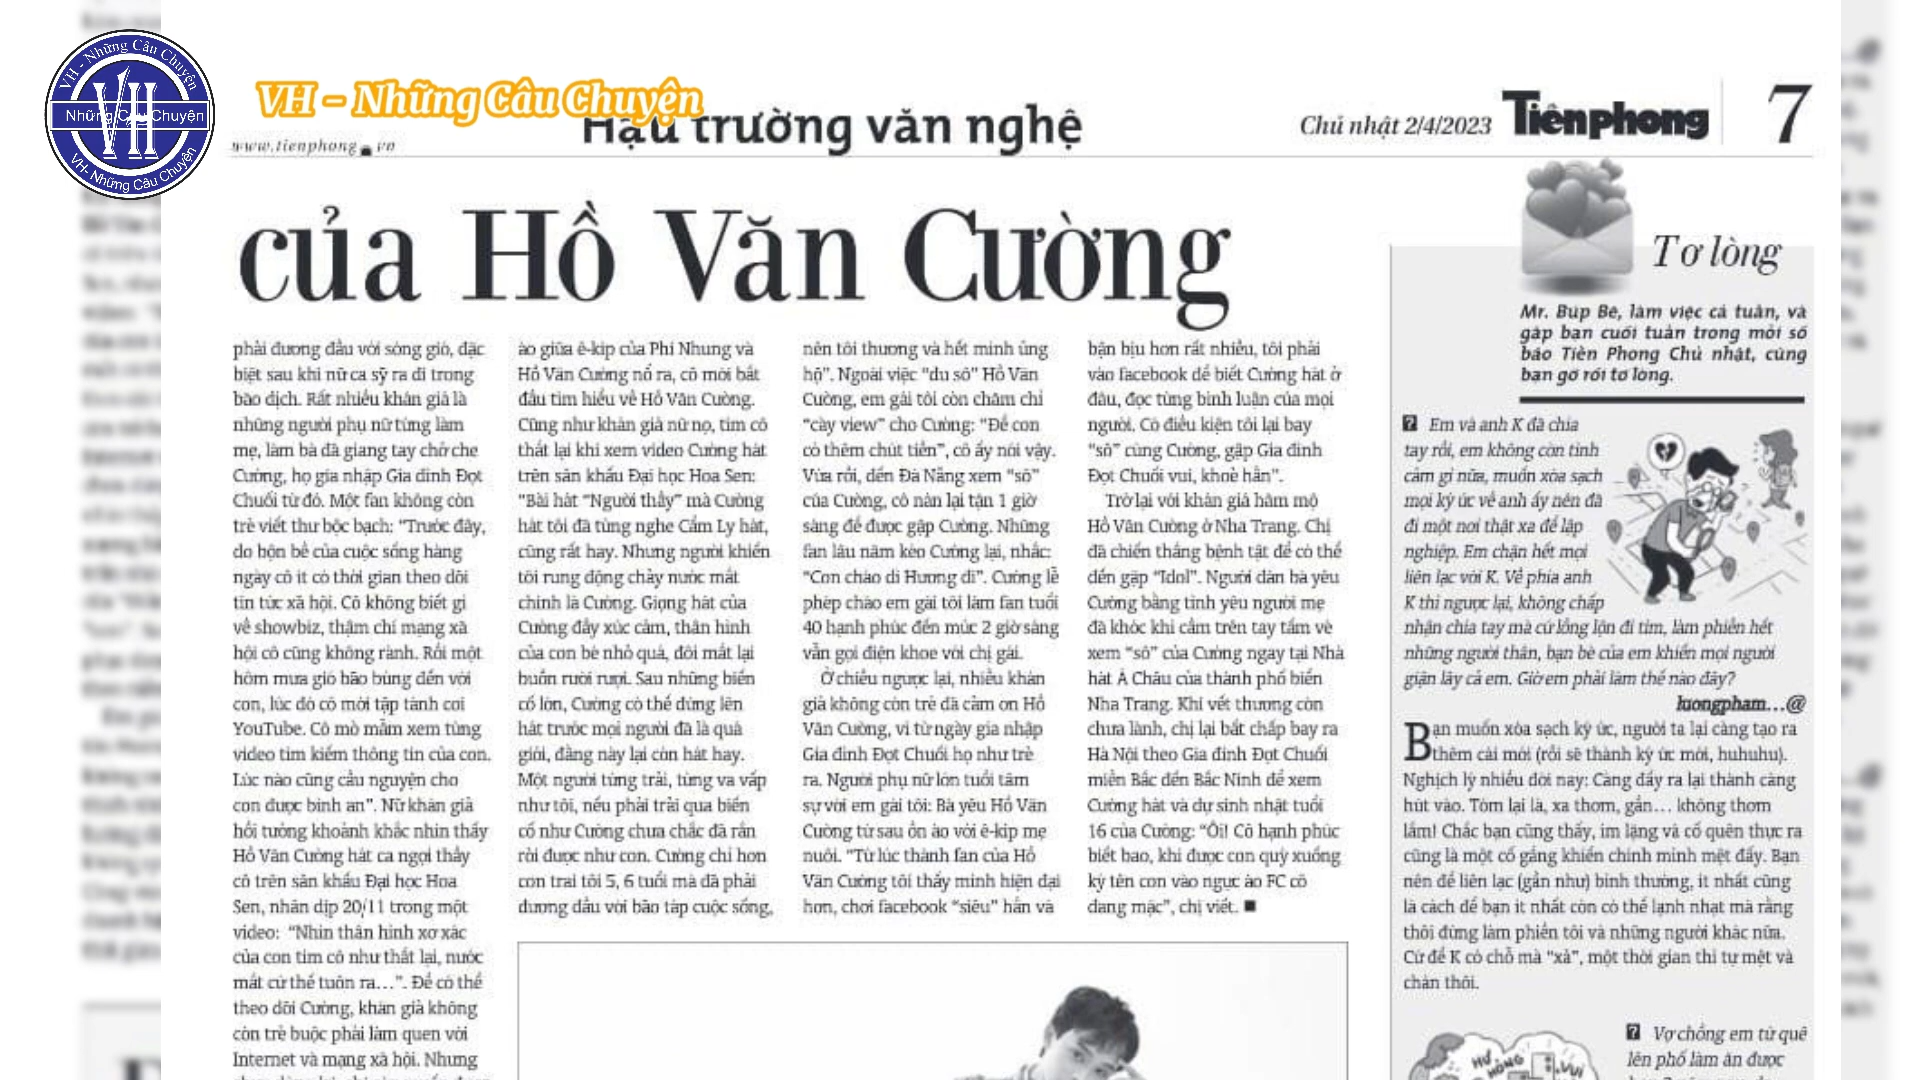 VH - Những Câu Chuyện
Những Câu Chuyện
VH
VH- Những Câu Chuyện
VH – Những Câu Chuyện
www.tienphong.vn
Hậu trường văn nghệ
Chủ nhật 2/4/2023
Tiền phong
7
của Hồ Văn Cường
phải đương đầu với sóng gió, đặc
biệt sau khi nữ ca sỹ ra đi trong
bão dịch. Rất nhiều khán giả là
những người phụ nữ từng làm
mẹ, làm bà đã giang tay chở che
Cường, họ gia nhập Gia đình Đọt
Chuối từ đó. Một fan không còn
trẻ viết thư bộc bạch: “Trước đây,
do bộn bề của cuộc sống hàng
ngày cô ít có thời gian theo dõi
tin tức xã hội. Cô không biết gì
về showbiz, thậm chí mạng xã
hội cô cũng không rành. Rồi một
hôm mưa gió bão bùng đến với
con, lúc đó cô mới tập tành coi
YouTube. Cô mò mẫm xem từng
video tìm kiếm thông tin của con.
Lúc nào cũng cầu nguyện cho
con được bình an”. Nữ khán giả
hồi tưởng khoảnh khắc nhìn thấy
Hồ Văn Cường hát ca ngợi thầy
cô trên sân khấu Đại học Hoa
Sen, nhân dịp 20/11 trong một
video: “Nhìn thân hình xơ xác
của con tim cô như thắt lại, nước
mắt cứ thế tuôn ra…”. Để có thể
theo dõi Cường, khán giả không
còn trẻ buộc phải làm quen với
Internet và mạng xã hội. Nhưng
ào giữa ê-kíp của Phi Nhung và
Hồ Văn Cường nổ ra, cô mới bắt
đầu tìm hiểu về Hồ Văn Cường.
Cũng như khán giả nữ nọ, tim cô
thắt lại khi xem video Cường hát
trên sân khấu Đại học Hoa Sen:
“Bài hát “Người thầy” mà Cường
hát tôi đã từng nghe Cẩm Ly hát,
cũng rất hay. Nhưng người khiến
tôi rung động chảy nước mắt
chính là Cường. Giọng hát của
Cường đầy xúc cảm, thân hình
của con bé nhỏ quá, đôi mắt lại
buồn rười rượi. Sau những biến
cố lớn, Cường có thể đứng lên
hát trước mọi người đã là quá
giỏi, đằng này lại còn hát hay.
Một người từng trải, từng va vấp
như tôi, nếu phải trải qua biến
cố như Cường chưa chắc đã rắn
rỏi được như con. Cường chỉ hơn
con trai tôi 5, 6 tuổi mà đã phải
đương đầu với bão táp cuộc sống,
nên tôi thương và hết mình ủng
hộ”. Ngoài việc “đu sô” Hồ Văn
Cường, em gái tôi còn chăm chỉ
“cày view” cho Cường: “Để con
có thêm chút tiền”, cô ấy nói vậy.
Vừa rồi, đến Đà Nẵng xem “sô”
của Cường, cô nán lại tận 1 giờ
sáng để được gặp Cường. Những
fan lâu năm kéo Cường lại, nhắc:
“Con chào dì Hương đi”. Cường lễ
phép chào em gái tôi làm fan tuổi
40 hạnh phúc đến mức 2 giờ sáng
vẫn gọi điện khoe với chị gái.
Ở chiều ngược lại, nhiều khán
giả không còn trẻ đã cảm ơn Hồ
Văn Cường, vì từ ngày gia nhập
Gia đình Đọt Chuối họ như trẻ
ra. Người phụ nữ lớn tuổi tâm
sự với em gái tôi: Bà yêu Hồ Văn
Cường từ sau ồn ào với ê-kíp mẹ
nuôi. “Từ lúc thành fan của Hồ
Văn Cường tôi thấy mình hiện đại
hơn, chơi facebook “siêu” hẳn và
bận bịu hơn rất nhiều, tôi phải
vào facebook để biết Cường hát ở
đâu, đọc từng bình luận của mọi
người. Có điều kiện tôi lại bay
“sô” cùng Cường, gặp Gia đình
Đọt Chuối vui, khoẻ hẳn”.
Trở lại với khán giả hâm mộ
Hồ Văn Cường ở Nha Trang. Chị
đã chiến thắng bệnh tật để có thể
đến gặp “Idol”. Người đàn bà yêu
Cường bằng tình yêu người mẹ
đã khóc khi cầm trên tay tấm vé
xem “sô” của Cường ngay tại Nhà
hát Á Châu của thành phố biển
Nha Trang. Khi vết thương còn
chưa lành, chị lại bất chấp bay ra
Hà Nội theo Gia đình Đọt Chuối
miền Bắc đến Bắc Ninh để xem
Cường hát và dự sinh nhật tuổi
16 của Cường: “Ôi! Cô hạnh phúc
biết bao, khi được con quỳ xuống
ký tên con vào ngực áo FC cô
đang mặc”, chị viết. ■
Tơ lòng
Mr. Búp Bê, làm việc cả tuần, và
gặp bạn cuối tuần trong mỗi số
báo Tiền Phong Chủ nhật, cùng
bạn gỡ rối tơ lòng.
? Em và anh K đã chia
tay rồi, em không còn tình
cảm gì nữa, muốn xóa sạch
mọi ký ức về anh ấy nên đã
đi một nơi thật xa để lập
nghiệp. Em chặn hết mọi
liên lạc với K. Về phía anh
K thì ngược lại, không chấp
nhận chia tay mà cứ lồng lộn đi tìm, làm phiền hết
những người thân, bạn bè của em khiến mọi người
giận lây cả em. Giờ em phải làm thế nào đây?
luongpham…@
Bạn muốn xóa sạch ký ức, người ta lại càng tạo ra
thêm cái mới (rồi sẽ thành ký ức mới, huhuhu).
Nghịch lý nhiều đời nay: Càng đẩy ra lại thành càng
hút vào. Tóm lại là, xa thơm, gần… không thơm
lắm! Chắc bạn cũng thấy, im lặng và cố quên thực ra
cũng là một cố gắng khiến chính mình mệt đấy. Bạn
nên để liên lạc (gần như) bình thường, ít nhất cũng
là cách để bạn ít nhất còn có thể lạnh nhạt mà rằng
thôi đừng làm phiền tôi và những người khác nữa.
Cứ để K có chỗ mà “xả”, một thời gian thì tự mệt và
chán thôi.
? Vợ chồng em từ quê
lên phố làm ăn được